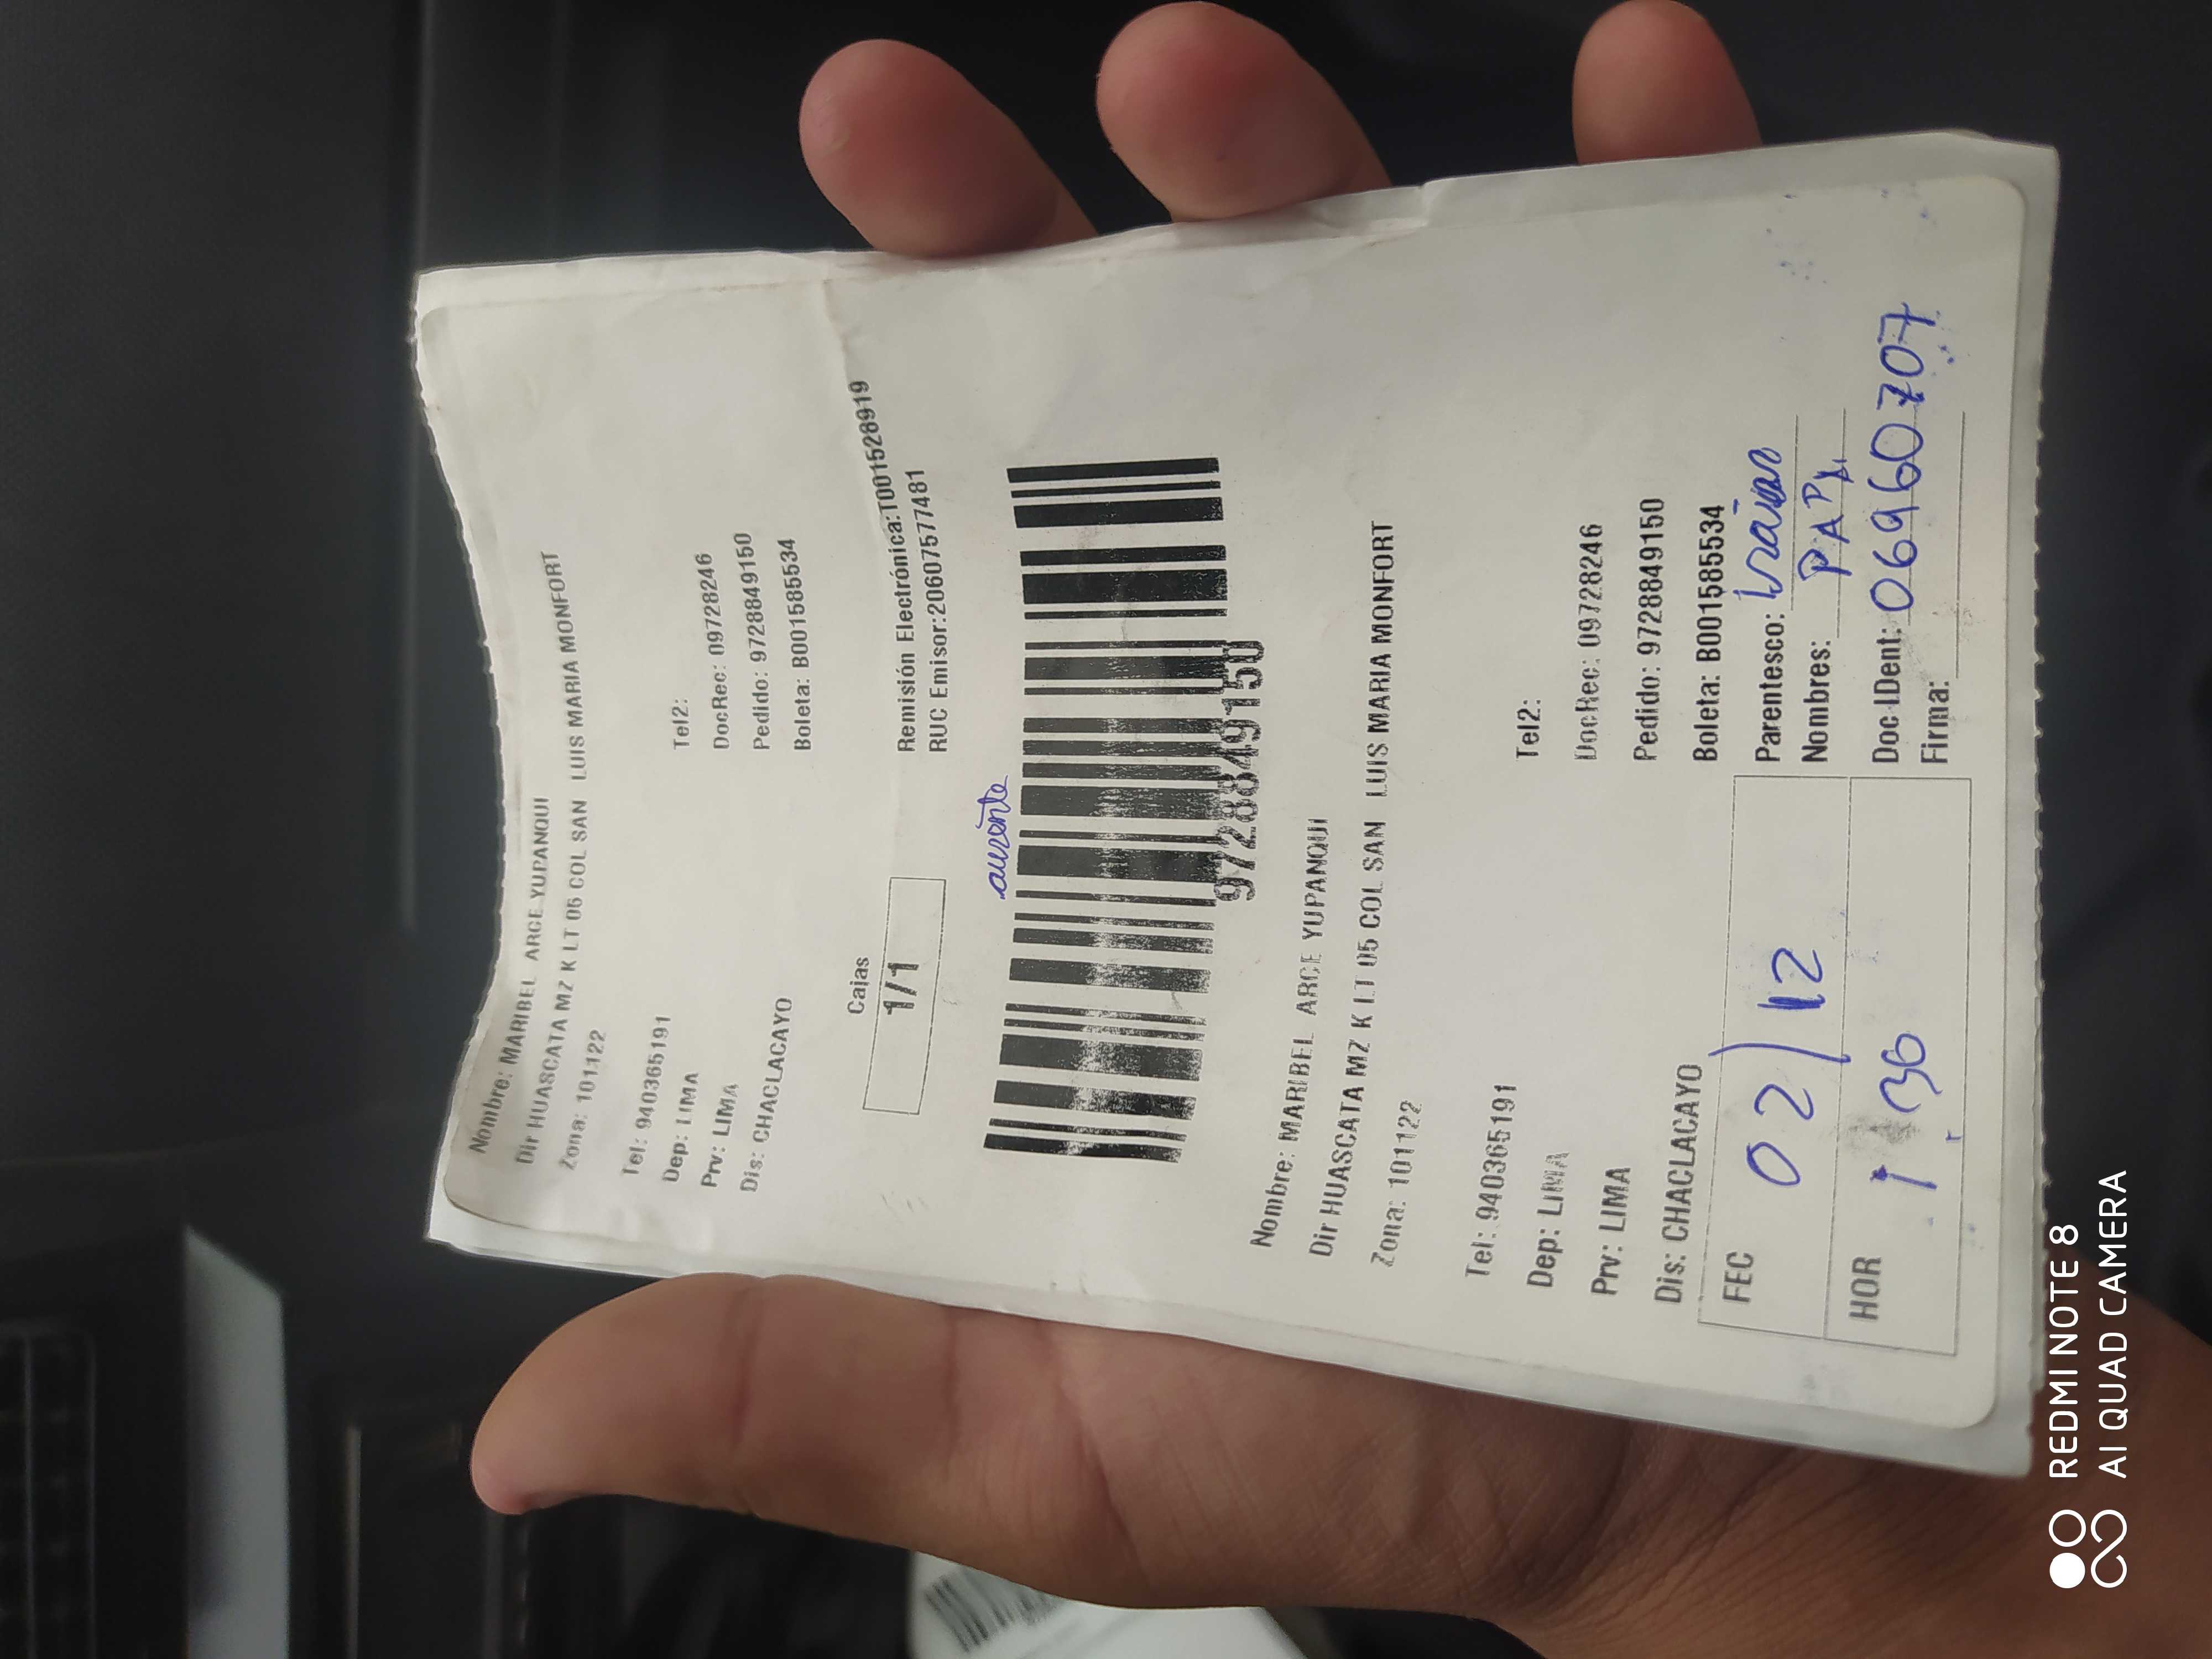 Nombre: MARIBEL ARCE YUPANQUI
Dir HUASCATA MZ K LT 05 COL SAN LUIS MARIA MONFORT
Zona: 101122
Tel: 940365191
Tel2:
Dep: LIMA
DocRec: 09728246
Prv: LIMA
Pedido: 9728849150
Dis: CHACLACAYO
Boleta: B001585534
Cajas
1/1
Remisión Electrónica:T001528919
RUC Emisor:20607577481
ausente
9728849150
Nombre: MARIBEL ARCE YUPANQUI
Dir HUASCATA MZ K LT 05 COL SAN LUIS MARIA MONFORT
Zona: 101122
Tel: 940365191
Tel2:
Dep: LIMA
DocRec: 09728246
Prv: LIMA
Pedido: 9728849150
Dis: CHACLACAYO
Boleta: B001585534
FEC 02/12
Parentesco:
Nombres: PAPA
HOR 1 36
Doc IDent: 06960707
Firma:
REDMI NOTE 8
AI QUAD CAMERA